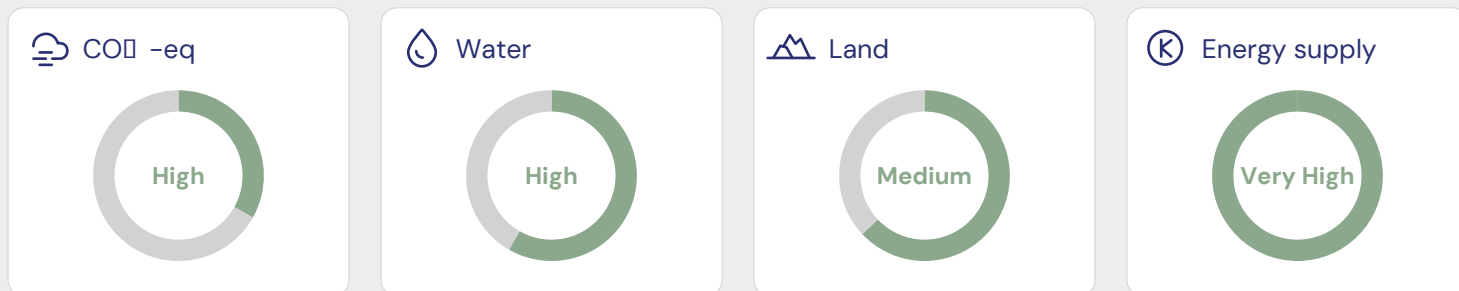 CO▯ -eq
Water
Land
Energy supply
High
High
Medium
Very High